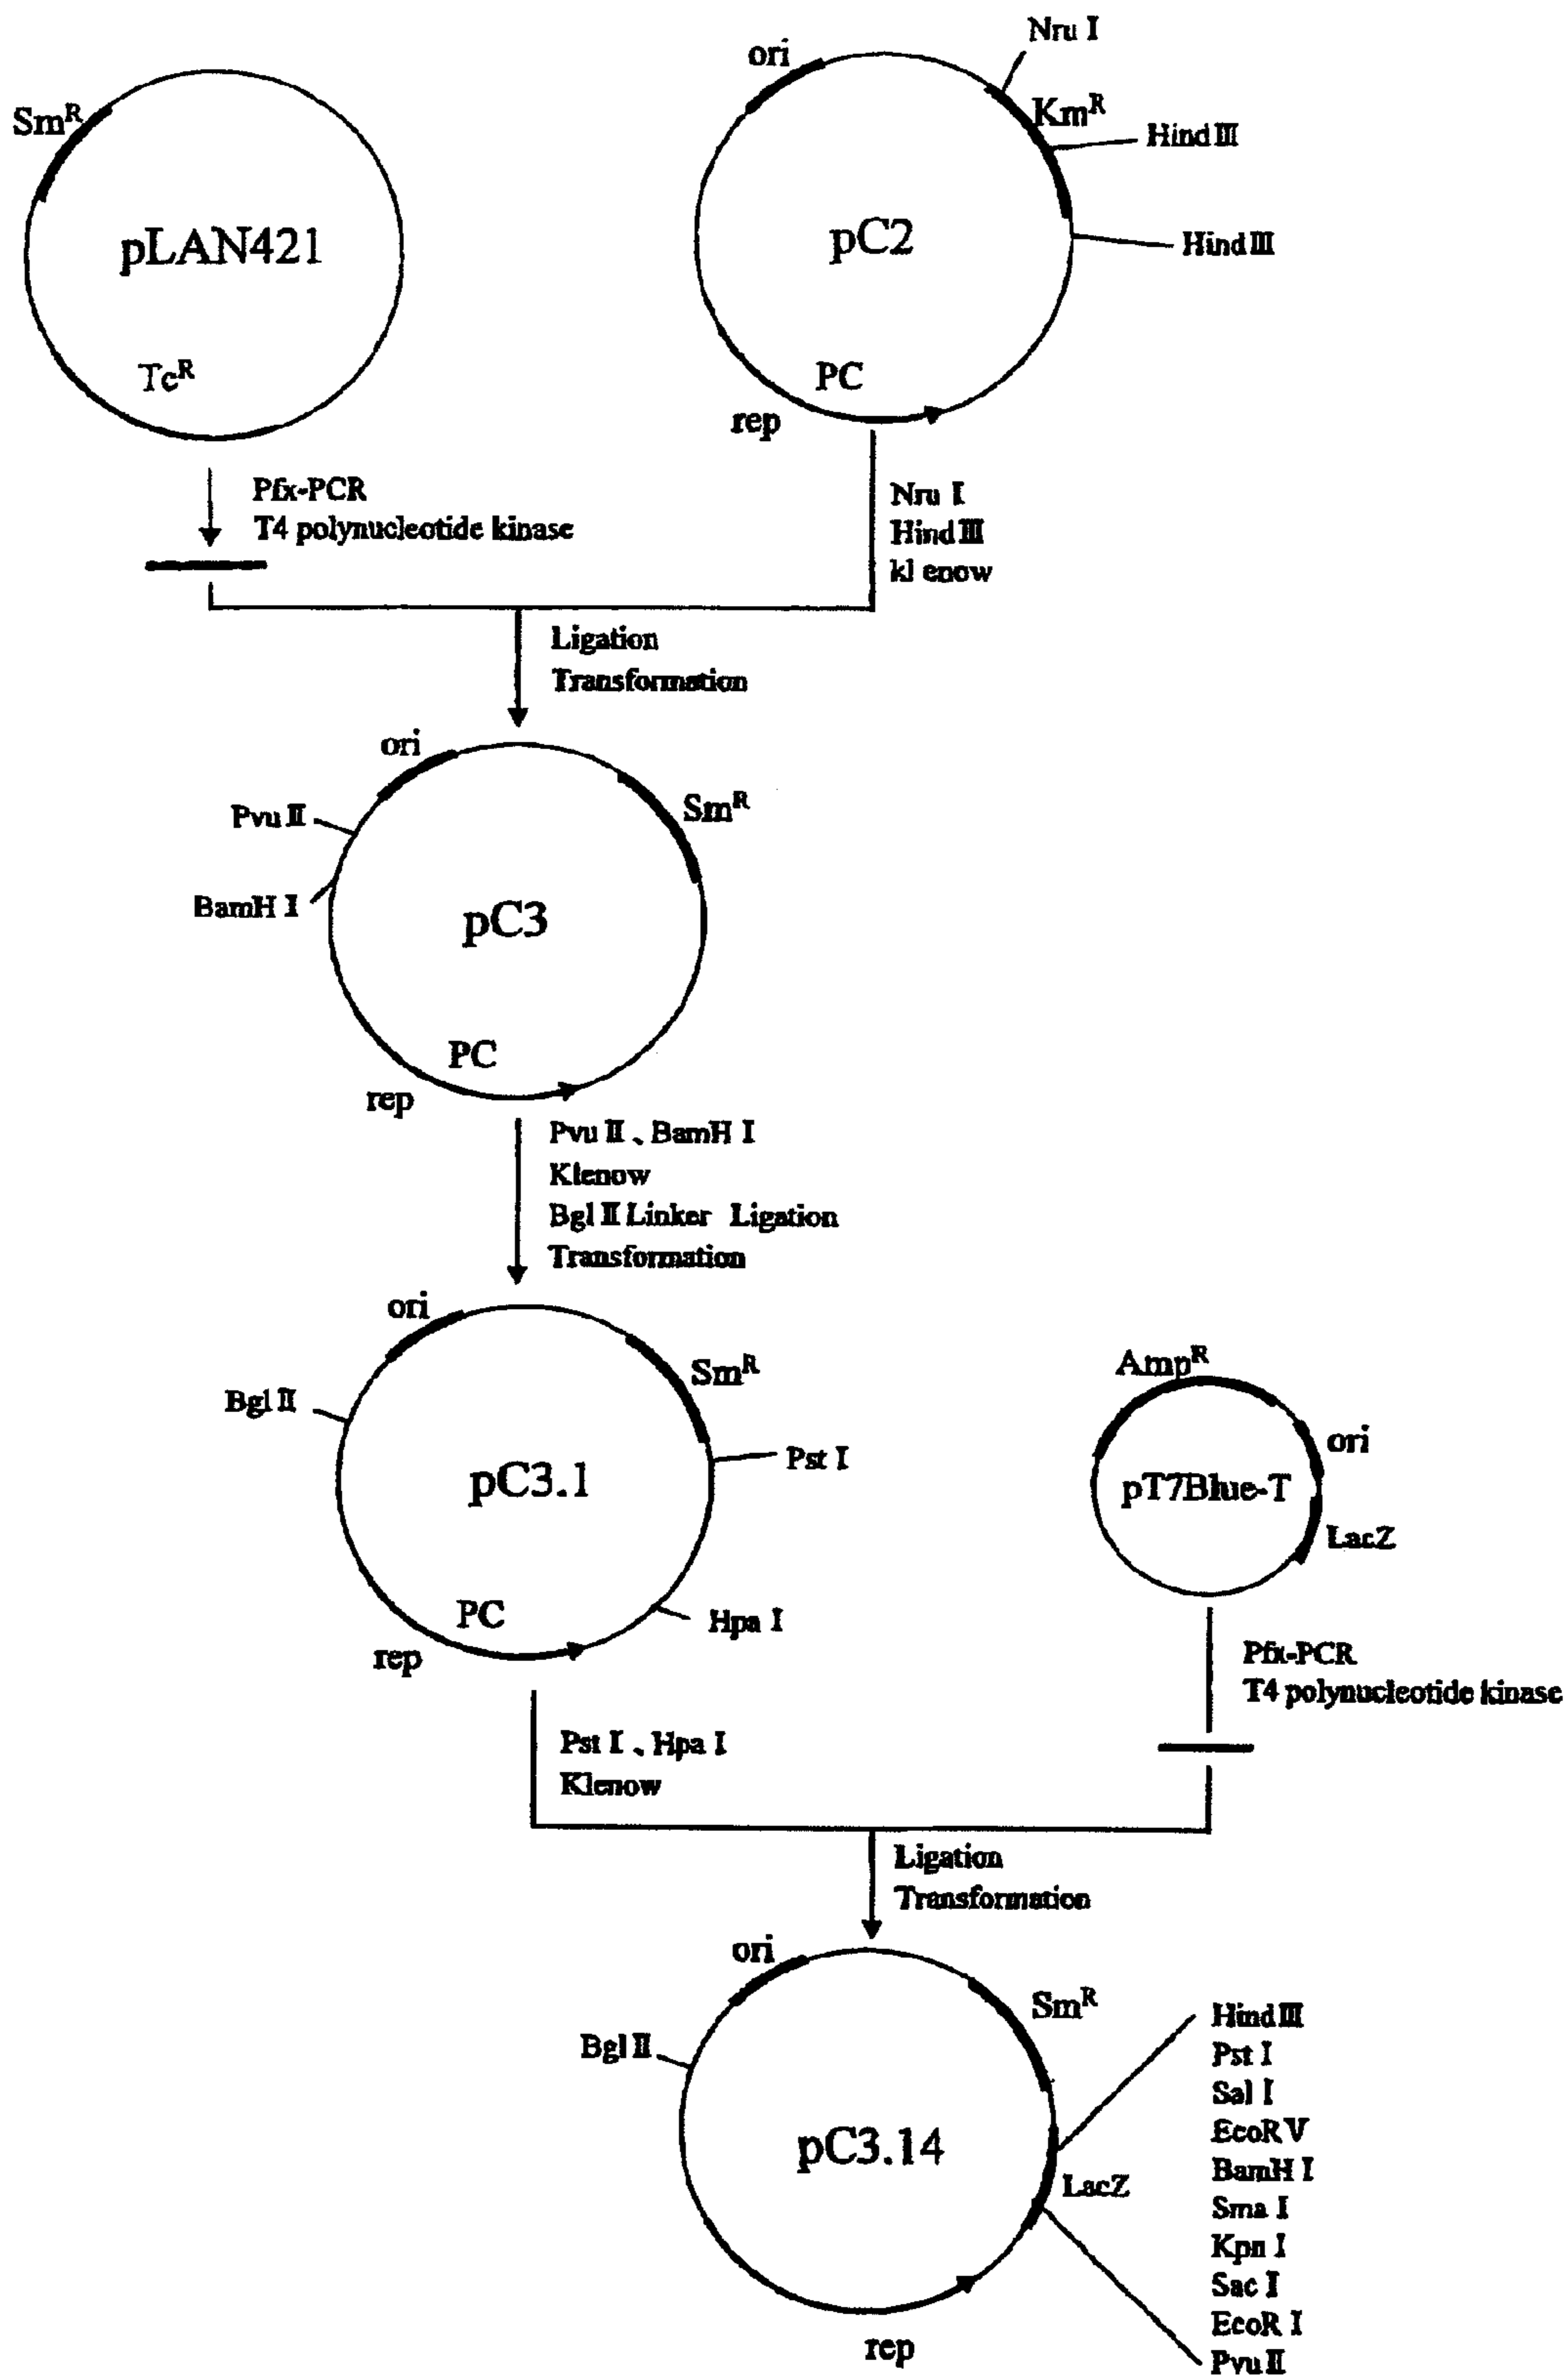 Sm^R
pLAN421
Tc^R
ori
Nru Ⅰ
Km^R
Hind Ⅲ
pC2
Hind Ⅲ
PC
rep
Pfx-PCR
T4 polynucleotide kinase
Nru Ⅰ
Hind Ⅲ
kl enow
Ligation
Transformation
ori
Pvu Ⅱ
Sm^R
BamH Ⅰ
pC3
PC
rep
Pvu Ⅱ、BamH Ⅰ
Klenow
Bgl Ⅱ Linker Ligation
Transformation
ori
Sm^R
Bgl Ⅱ
Pst Ⅰ
pC3.1
PC
Hpa Ⅰ
rep
Amp^R
ori
pT7Blue-T
LacZ
Pst Ⅰ、Hpa Ⅰ
Klenow
Pfx-PCR
T4 polynucleotide kinase
Ligation
Transformation
ori
Sm^R
Bgl Ⅱ
pC3.14
LacZ
rep
Hind Ⅲ
Pst Ⅰ
Sal Ⅰ
EcoR Ⅴ
BamH Ⅰ
Sma Ⅰ
Kpn Ⅰ
Sac Ⅰ
EcoR Ⅰ
Pvu Ⅱ